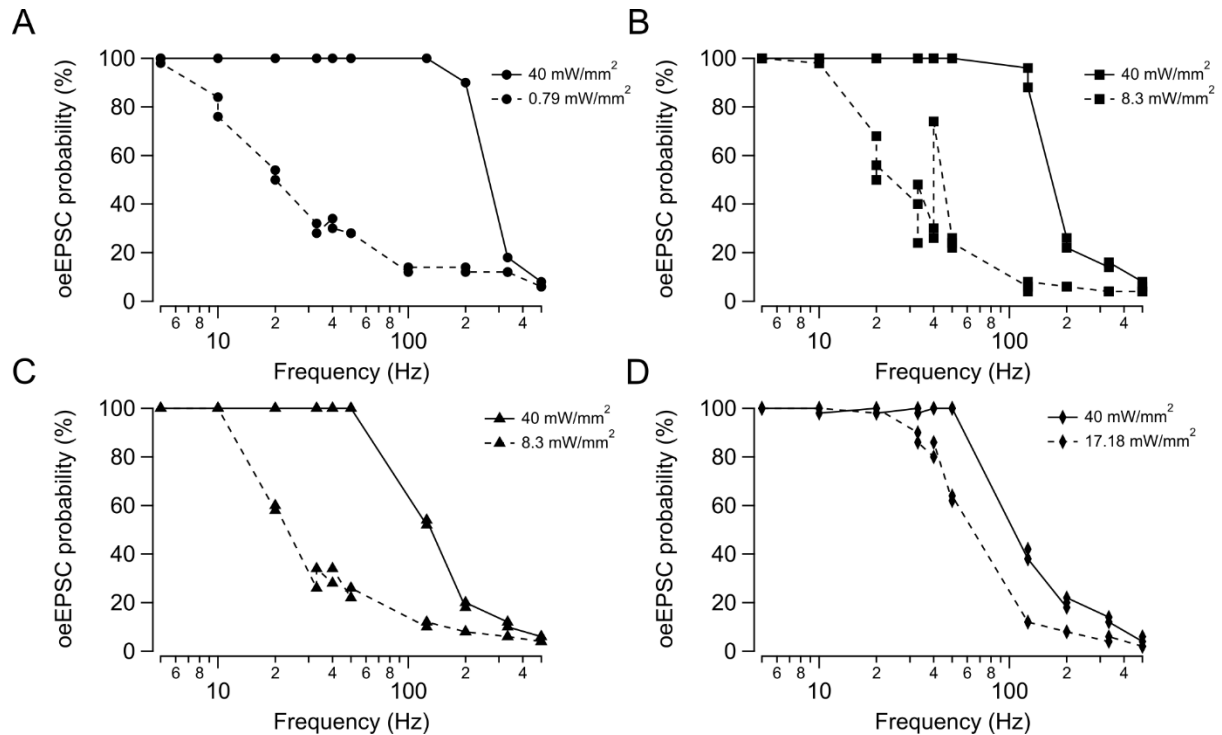 A
oeEPSC probability (%)
100
80
60
40
20
0
40 mW/mm²
0.79 mW/mm²
6 8 10 2 4 6 8 100 2 4
Frequency (Hz)
B
oeEPSC probability (%)
100
80
60
40
20
0
40 mW/mm²
8.3 mW/mm²
6 8 10 2 4 6 8 100 2 4
Frequency (Hz)
C
oeEPSC probability (%)
100
80
60
40
20
0
40 mW/mm²
8.3 mW/mm²
6 8 10 2 4 6 8 100 2 4
Frequency (Hz)
D
oeEPSC probability (%)
100
80
60
40
20
0
40 mW/mm²
17.18 mW/mm²
6 8 10 2 4 6 8 100 2 4
Frequency (Hz)